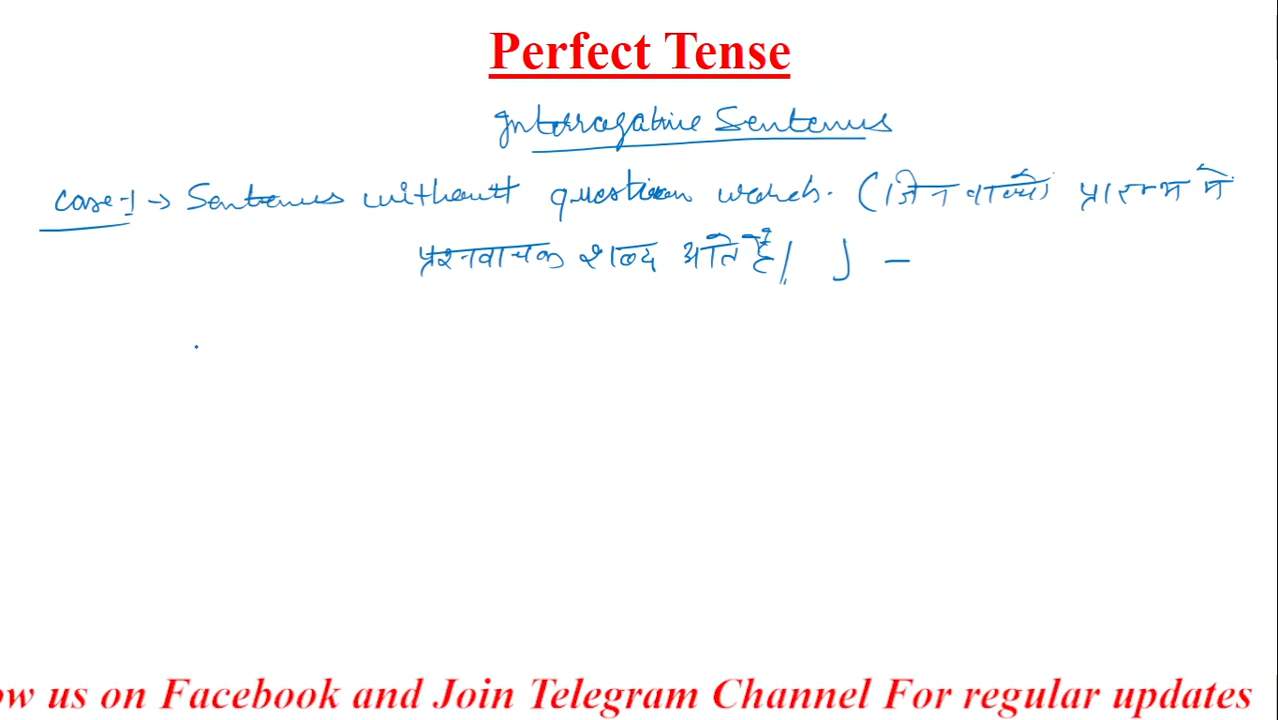 Perfect Tense
Interrogative Sentences
Case-1 → Sentences without question words. (जिन वाक्यो प्रारम्भ मे
प्रश्नवाचक शब्द आते हैं। ) –
ow us on Facebook and Join Telegram Channel For regular updates